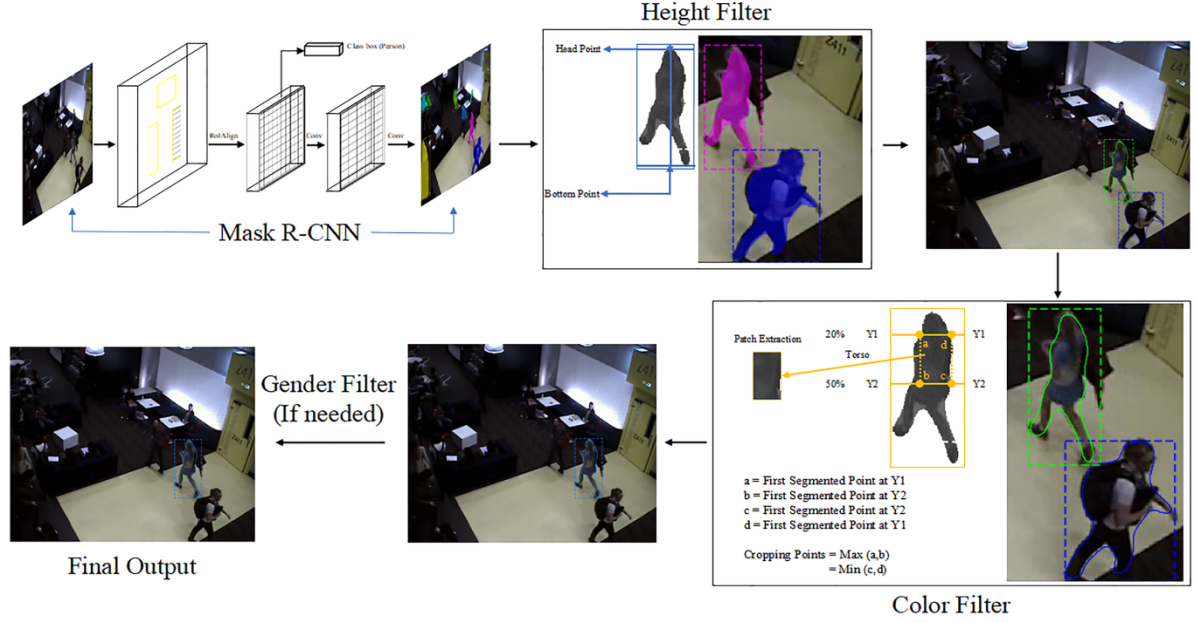 Height Filter
Class box (Person)
RoIAlign
Conv
Conv
Mask R-CNN
Head Point
Bottom Point
Z411
Patch Extraction
20%
Y1
Y1
a
d
Torso
b
c
50%
Y2
Y2
a = First Segmented Point at Y1
b = First Segmented Point at Y2
c = First Segmented Point at Y2
d = First Segmented Point at Y1
Cropping Points = Max (a,b)
= Min (c,d)
Color Filter
Gender Filter
(If needed)
Final Output